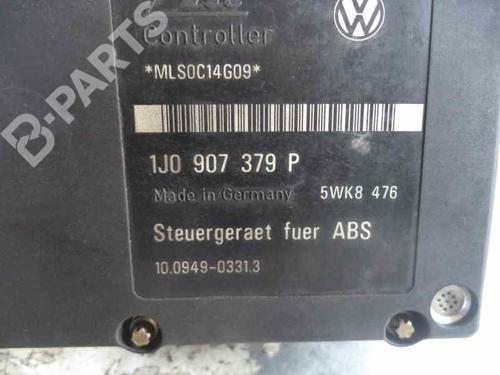 Controller
*MLS0C14G09*
1J0 907 379 P
Made in Germany 5WK8 476
Steuergeraet fuer ABS
10.0949-0331.3
B-PARTS